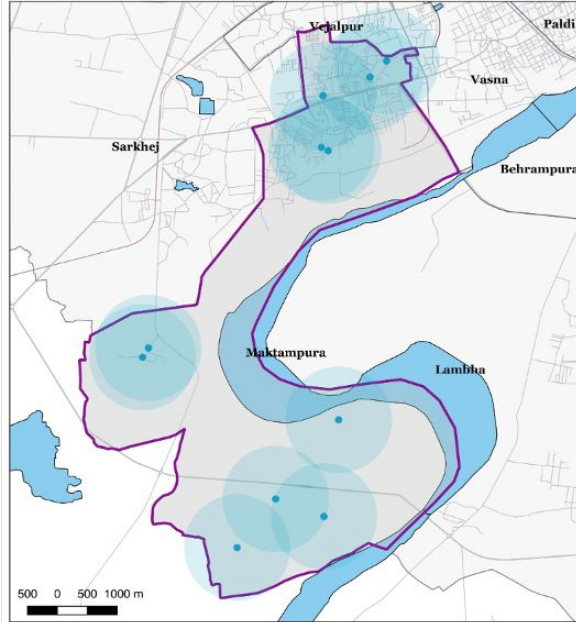 Vejalpur
Paldi
Vasna
Sarkhej
Behrampura
Maktampura
Lambha
500 0 500 1000 m